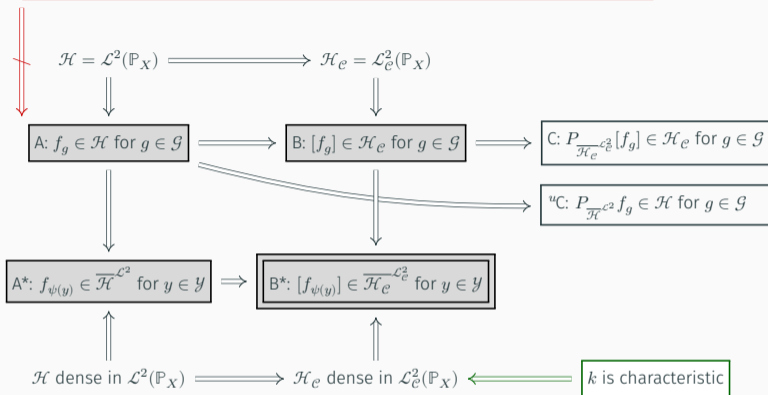 ℋ = ℒ²(ℙ_X) ⟹ ℋ_𝒞 = ℒ²_𝒞(ℙ_X)
A: f_g ∈ ℋ for g ∈ 𝒢
B: [f_g] ∈ ℋ_𝒞 for g ∈ 𝒢
C: P_{\overline{ℋ_𝒞}^{ℒ²_𝒞}}[f_g] ∈ ℋ_𝒞 for g ∈ 𝒢
ᵘC: P_{\overline{ℋ}^{ℒ²}} f_g ∈ ℋ for g ∈ 𝒢
A*: f_{ψ(y)} ∈ \overline{ℋ}^{ℒ²} for y ∈ 𝒴
B*: [f_{ψ(y)}] ∈ \overline{ℋ_𝒞}^{ℒ²_𝒞} for y ∈ 𝒴
ℋ dense in ℒ²(ℙ_X)
ℋ_𝒞 dense in ℒ²_𝒞(ℙ_X)
k is characteristic